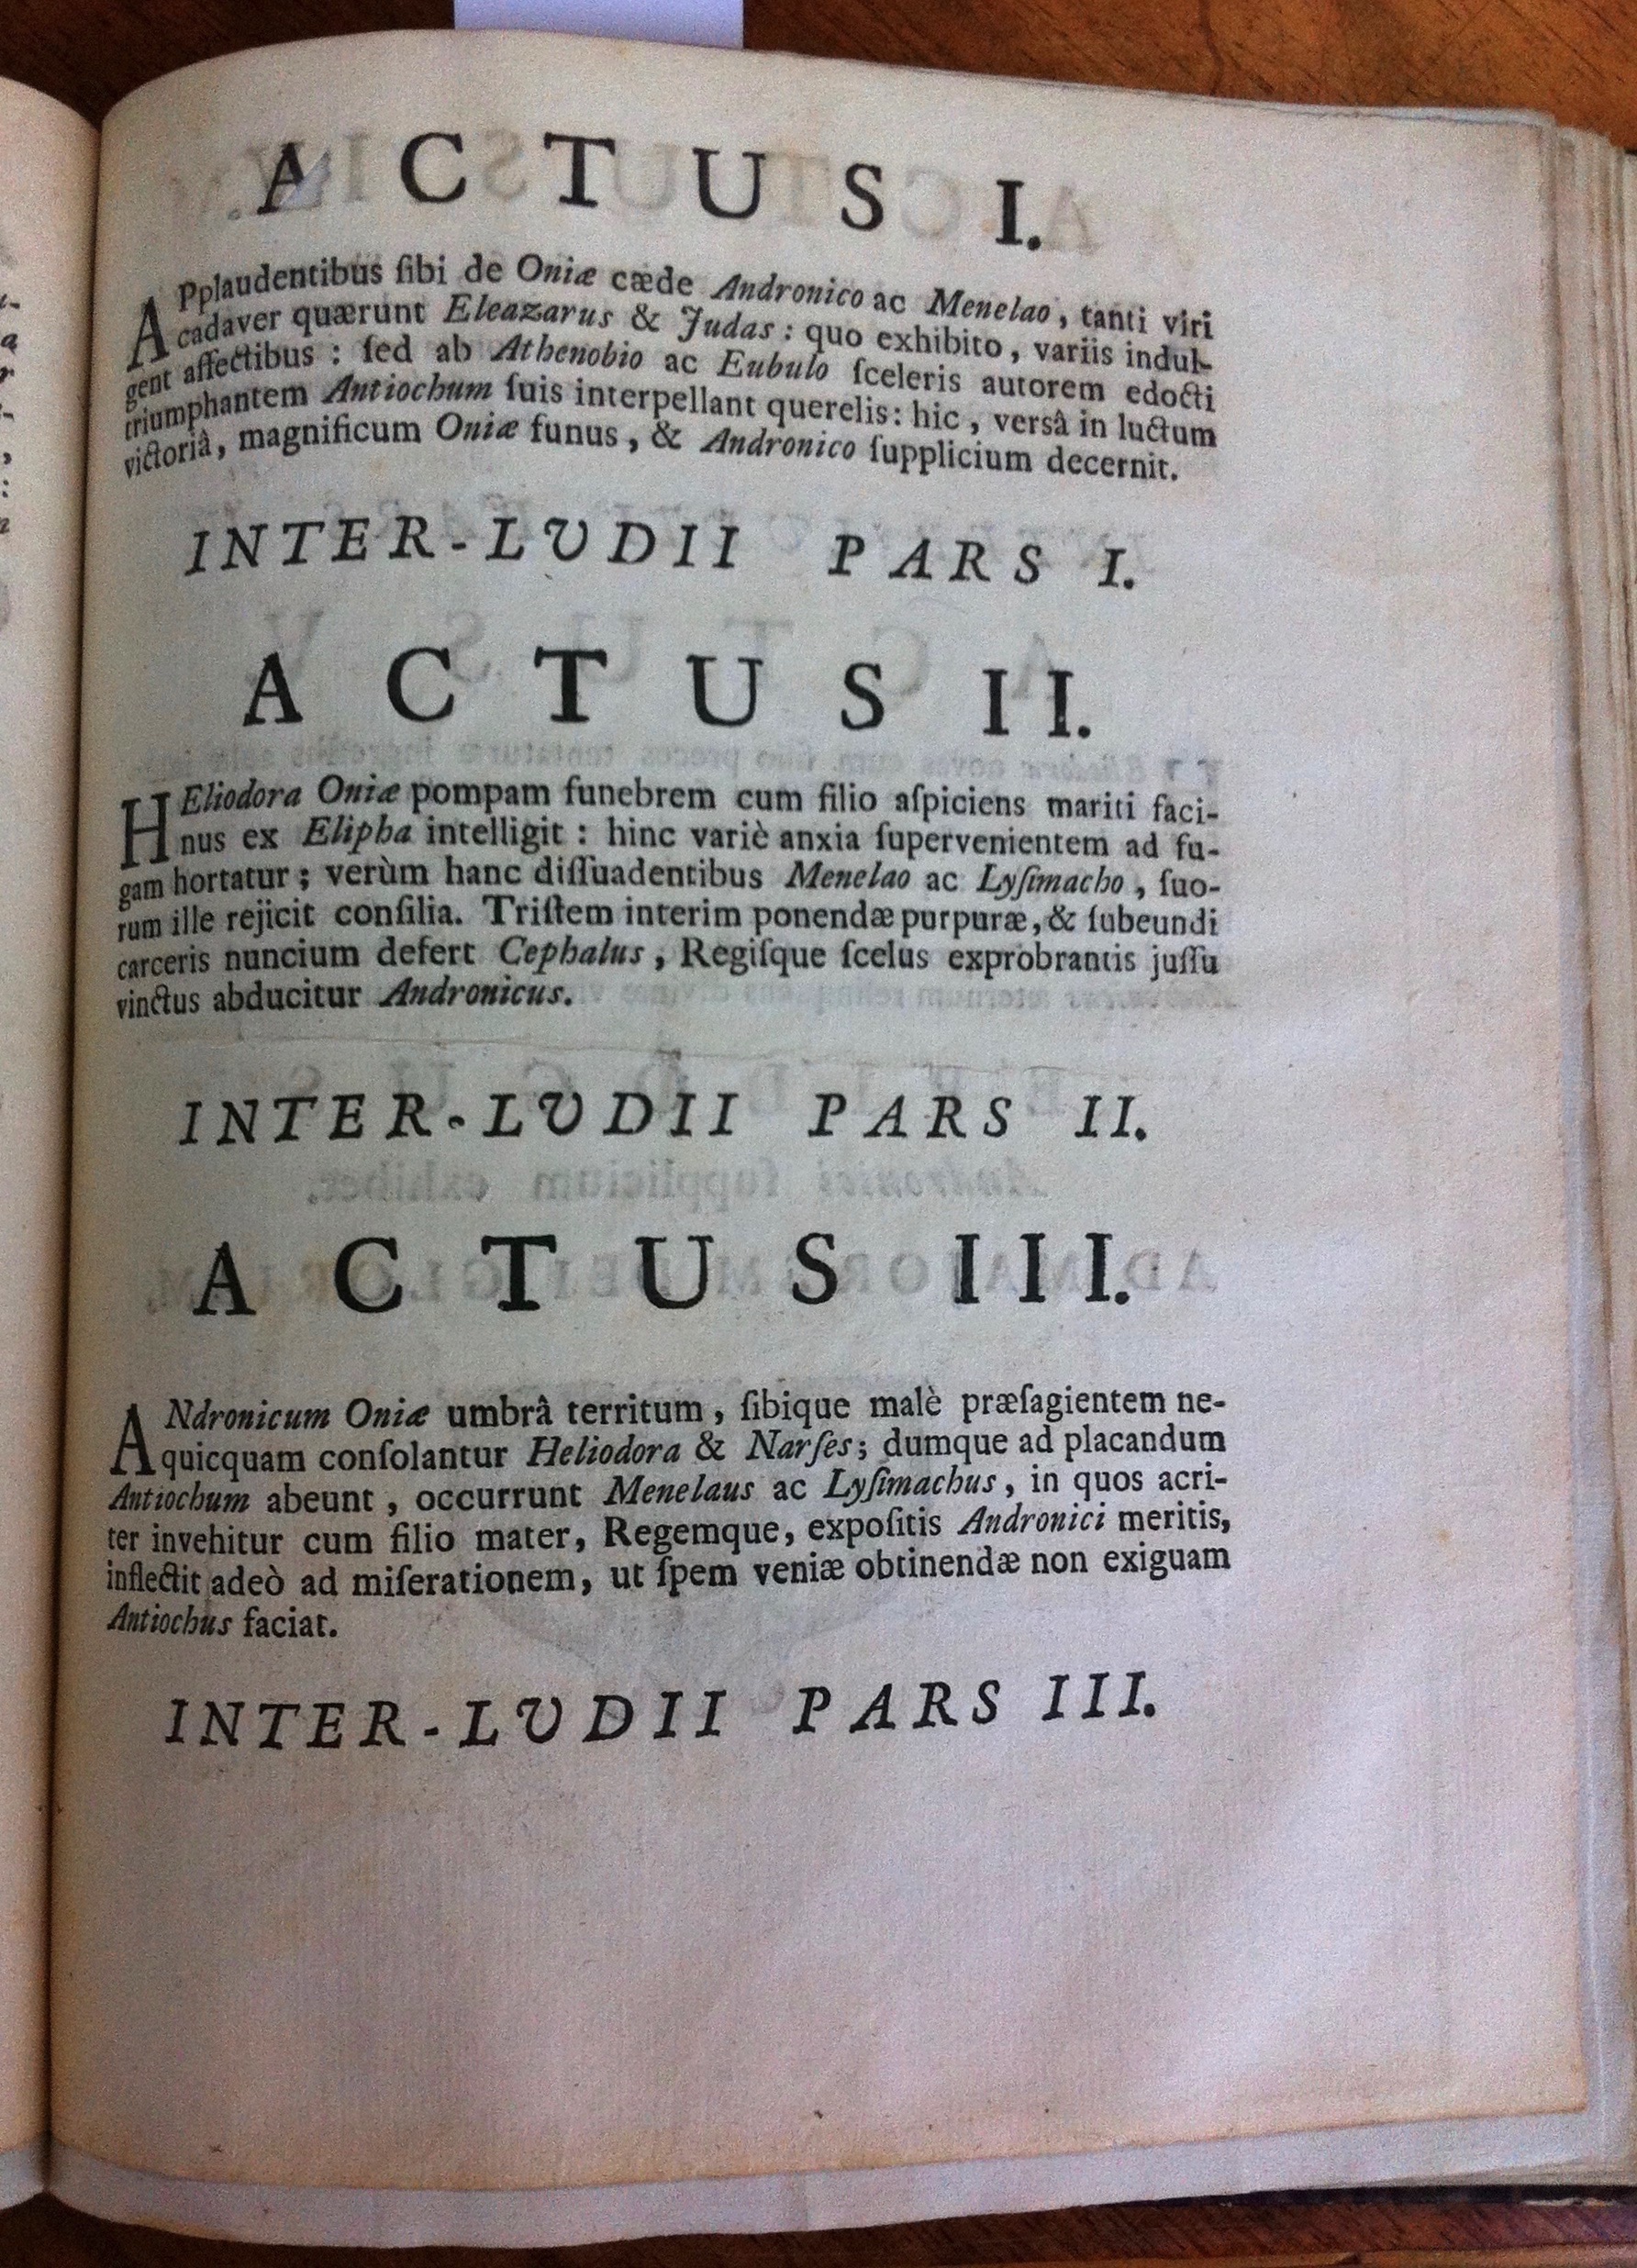 ACTUS I.
APplaudentibus ſibi de Oniæ cæde Andronico ac Menelao, tanti viri
cadaver quærunt Eleazarus & Judas: quo exhibito, variis indul-
gent affectibus: ſed ab Athenobio ac Eubulo ſceleris autorem edocti
triumphantem Antiochum ſuis interpellant querelis: hic, versâ in luctum
victoriâ, magnificum Oniæ funus, & Andronico ſupplicium decernit.
INTER-LUDII PARS I.
ACTUS II.
HEliodora Oniæ pompam funebrem cum filio aſpiciens mariti faci-
nus ex Elipha intelligit: hinc variè anxia ſupervenientem ad fu-
gam hortatur; verùm hanc diſſuadentibus Menelao ac Lyſimacho, ſuo-
rum ille rejicit conſilia. Triſtem interim ponendæ purpuræ, & ſubeundi
carceris nuncium defert Cephalus, Regiſque ſcelus exprobrantis juſſu
vinctus abducitur Andronicus.
INTER-LUDII PARS II.
ACTUS III.
ANdronicum Oniæ umbrâ territum, ſibique malè præſagientem ne-
quicquam conſolantur Heliodora & Narſes; dumque ad placandum
Antiochum abeunt, occurrunt Menelaus ac Lyſimachus, in quos acri-
ter invehitur cum filio mater, Regemque, expoſitis Andronici meritis,
inflectit adeò ad miſerationem, ut ſpem veniæ obtinendæ non exiguam
Antiochus faciat.
INTER-LUDII PARS III.